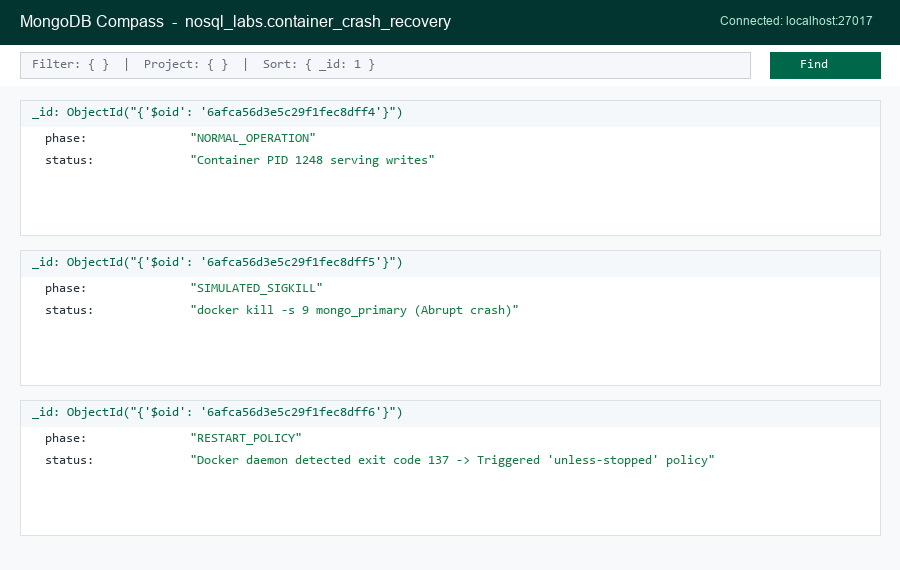 MongoDB Compass - nosql_labs.container_crash_recovery
Connected: localhost:27017
Filter: { } | Project: { } | Sort: { _id: 1 }
Find
_id: ObjectId("{'$oid': '6afca56d3e5c29f1fec8dff4'}")
phase: "NORMAL_OPERATION"
status: "Container PID 1248 serving writes"
_id: ObjectId("{'$oid': '6afca56d3e5c29f1fec8dff5'}")
phase: "SIMULATED_SIGKILL"
status: "docker kill -s 9 mongo_primary (Abrupt crash)"
_id: ObjectId("{'$oid': '6afca56d3e5c29f1fec8dff6'}")
phase: "RESTART_POLICY"
status: "Docker daemon detected exit code 137 -> Triggered 'unless-stopped' policy"